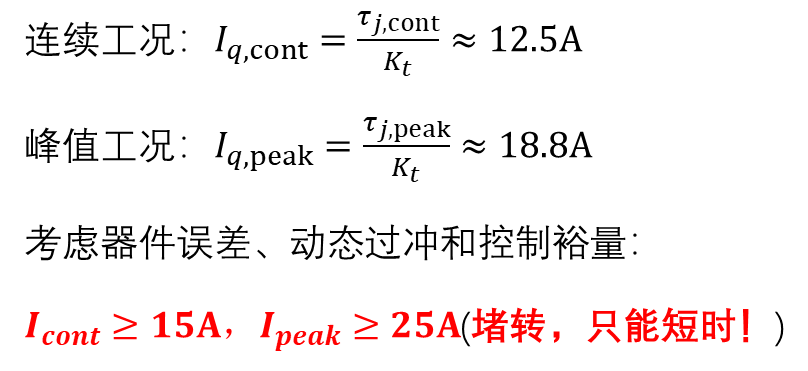 连续工况：I_{q,cont} = \frac{τ_{j,cont}}{K_t} ≈ 12.5A
峰值工况：I_{q,peak} = \frac{τ_{j,peak}}{K_t} ≈ 18.8A
考虑器件误差、动态过冲和控制裕量：
I_{cont} ≥ 15A，I_{peak} ≥ 25A(堵转，只能短时！)